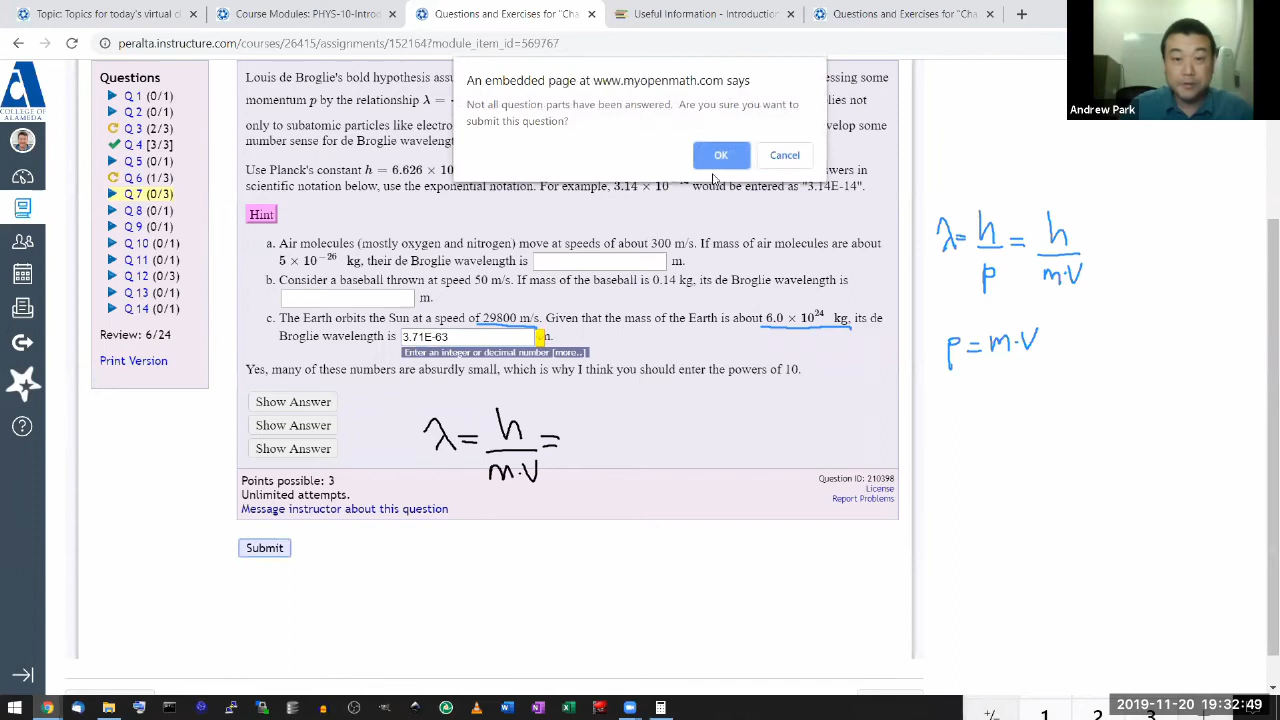 Topics for today's virtual c
Session Modules: PHYS-10-Introd
Questions and Exercises for "Cha
Useful Information - Introduction
Questions and Exercises for "Cha
peralta.instructure.com/courses/26415/assignments/152164?module_item_id=569767
Andrew Park
COLLEGE OF
ALAMEDA
Questions
Q 1 (0/1)
Q 2 (0/1)
Q 3 (2/3)
Q 4 [3/3]
Q 5 (0/1)
Q 6 (1/3)
Q 7 (0/3)
Q 8 (0/1)
Q 9 (0/1)
Q 10 (0/1)
Q 11 (0/1)
Q 12 (0/3)
Q 13 (0/1)
Q 14 (0/1)
Review: 6/24
Print Version
An embedded page at www.myopenmath.com says
Not all question parts have been answered. Are you sure you want to
submit this question?
OK
Cancel
Louis de Broglie's bold hypothesis assu
essing some
momentum by the relationship λ =
lies not
only to subatomic particles like electro
velop some
number sense for de Broglie wavelengt
Use Planck's constant h = 6.626 × 10
wers in
scientific notation below, use the exponential notation. For example, 3.14 × 10 would be entered as "3.14E-14".
Hint
a. Air molecules (mostly oxygen and nitrogen) move at speeds of about 300 m/s. If mass of air molecules are about
5 × 10 kg, their de Broglie wavelength is m.
b. Consider a baseball thrown at speed 50 m/s. If mass of the baseball is 0.14 kg, its de Broglie wavelength is
m.
c. The Earth orbits the Sun at a speed of 29800 m/s. Given that the mass of the Earth is about 6.0 × 10²⁴ kg, its de
Broglie wavelength is 3.71E-63 m.
Enter an integer or decimal number [more..]
Yes, many of these numbers are absurdly small, which is why I think you should enter the powers of 10.
Show Answer
Show Answer
Show Answer
λ = h / m·v =
Points possible: 3
Unlimited attempts.
Message instructor about this question
Question ID: 210398
License
Report Problems
Submit
λ = h / p = h / m·v
p = m·v
2019-11-20 19:32:49
1 2 3